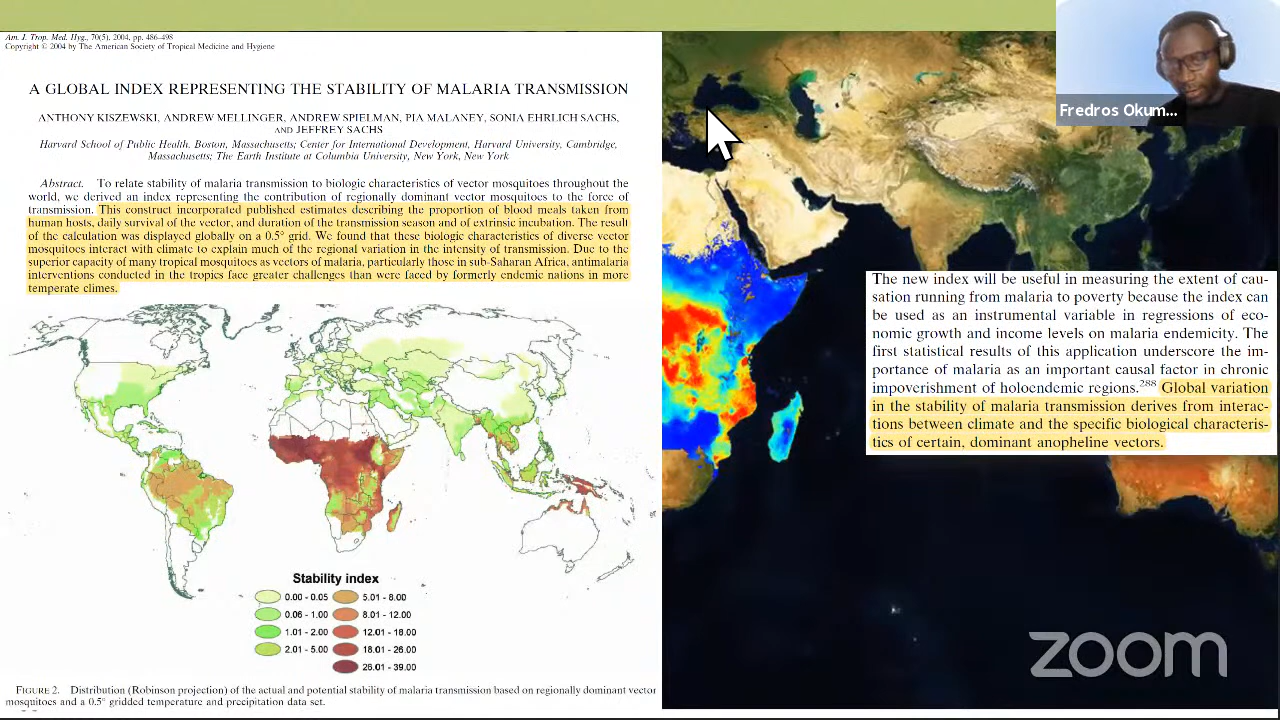 Am. J. Trop. Med. Hyg., 70(5), 2004, pp. 486–498
Copyright © 2004 by The American Society of Tropical Medicine and Hygiene
A GLOBAL INDEX REPRESENTING THE STABILITY OF MALARIA TRANSMISSION
ANTHONY KISZEWSKI, ANDREW MELLINGER, ANDREW SPIELMAN, PIA MALANEY, SONIA EHRLICH SACHS,
AND JEFFREY SACHS
Harvard School of Public Health, Boston, Massachusetts; Center for International Development, Harvard University, Cambridge,
Massachusetts; The Earth Institute at Columbia University, New York, New York
Abstract. To relate stability of malaria transmission to biologic characteristics of vector mosquitoes throughout the
world, we derived an index representing the contribution of regionally dominant vector mosquitoes to the force of
transmission. This construct incorporated published estimates describing the proportion of blood meals taken from
human hosts, daily survival of the vector, and duration of the transmission season and of extrinsic incubation. The result
of the calculation was displayed globally on a 0.5° grid. We found that these biologic characteristics of diverse vector
mosquitoes interact with climate to explain much of the regional variation in the intensity of transmission. Due to the
superior capacity of many tropical mosquitoes as vectors of malaria, particularly those in sub-Saharan Africa, antimalaria
interventions conducted in the tropics face greater challenges than were faced by formerly endemic nations in more
temperate climes.
Stability index
0.00 - 0.05
0.06 - 1.00
1.01 - 2.00
2.01 - 5.00
5.01 - 8.00
8.01 - 12.00
12.01 - 18.00
18.01 - 26.00
26.01 - 39.00
FIGURE 2. Distribution (Robinson projection) of the actual and potential stability of malaria transmission based on regionally dominant vector
mosquitoes and a 0.5° gridded temperature and precipitation data set.
Fredros Okum...
The new index will be useful in measuring the extent of cau-
sation running from malaria to poverty because the index can
be used as an instrumental variable in regressions of eco-
nomic growth and income levels on malaria endemicity. The
first statistical results of this application underscore the im-
portance of malaria as an important causal factor in chronic
impoverishment of holoendemic regions.288 Global variation
in the stability of malaria transmission derives from interac-
tions between climate and the specific biological characteris-
tics of certain, dominant anopheline vectors.
zoom